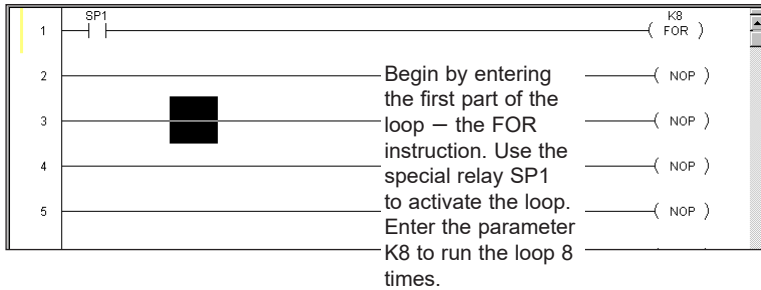 SP1 K8
1 FOR
2 NOP
3 NOP
4 NOP
5 NOP
Begin by entering
the first part of the
loop — the FOR
instruction. Use the
special relay SP1
to activate the loop.
Enter the parameter
K8 to run the loop 8
times.